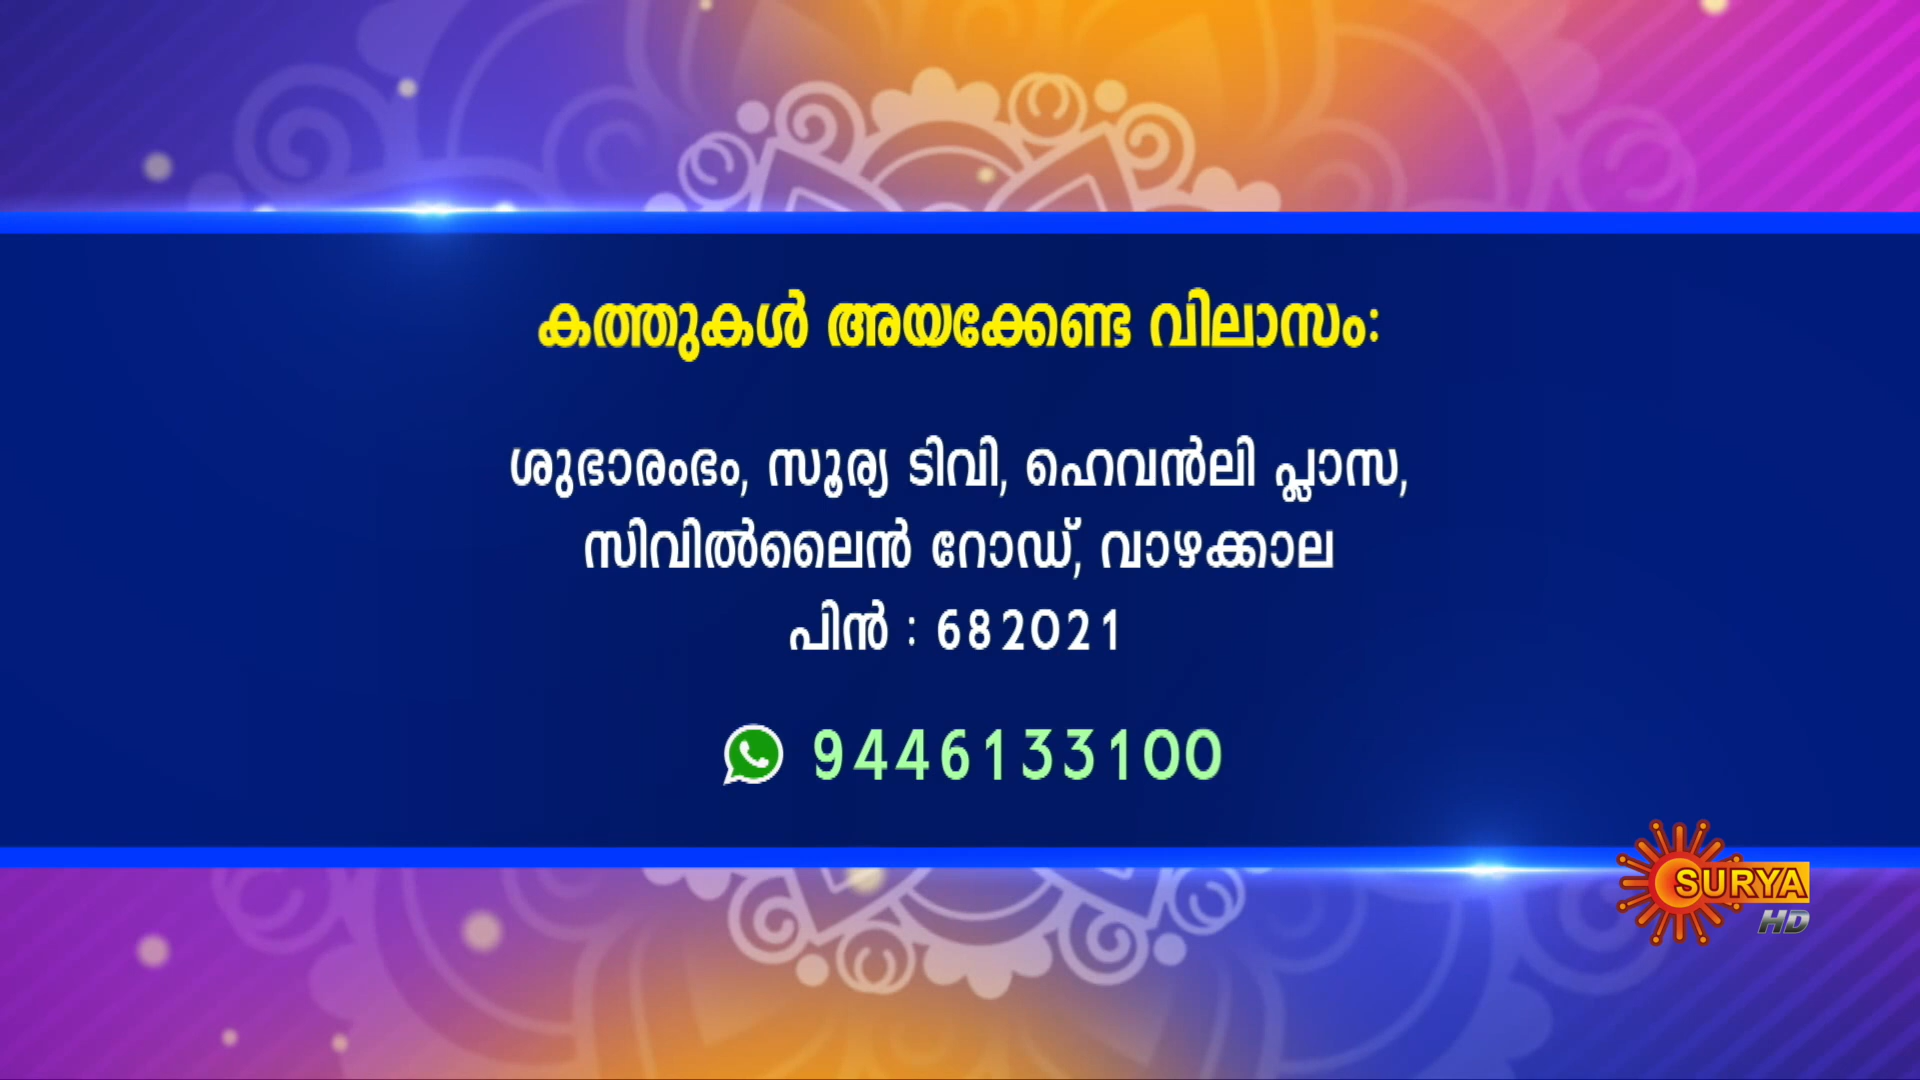 കത്തുകൾ അയക്കേണ്ട വിലാസം:
ശുഭാരംഭം, സൂര്യ ടിവി, ഹെവൻലി പ്ലാസ,
സിവിൽലൈൻ റോഡ്, വാഴക്കാല
പിൻ : 682021
9446133100
SURYA
HD